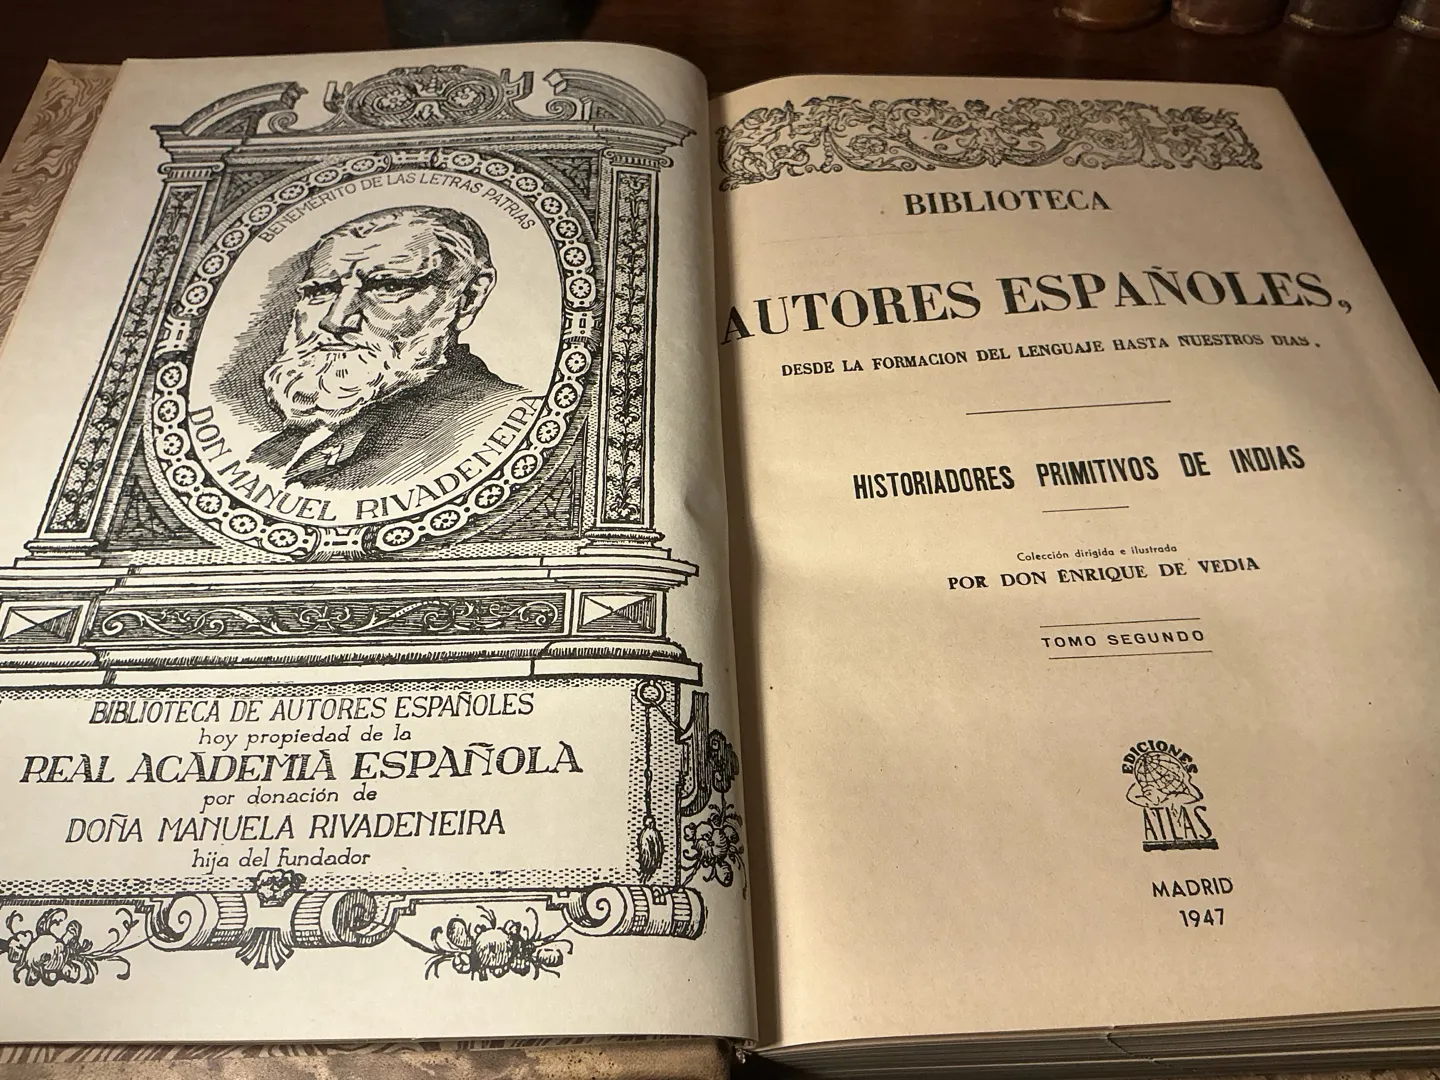 BENEMERITO DE LAS LETRAS PATRIAS
DON MANUEL RIVADENEIRA
BIBLIOTECA DE AUTORES ESPAÑOLES
hoy propiedad de la
REAL ACADEMIA ESPAÑOLA
por donación de
DOÑA MANUELA RIVADENEIRA
hija del Fundador
BIBLIOTECA
AUTORES ESPAÑOLES,
DESDE LA FORMACION DEL LENGUAJE HASTA NUESTROS DIAS.
HISTORIADORES PRIMITIVOS DE INDIAS
Colección dirigida e ilustrada
POR DON ENRIQUE DE VEDIA
TOMO SEGUNDO
EDICIONES
ATLAS
MADRID
1947